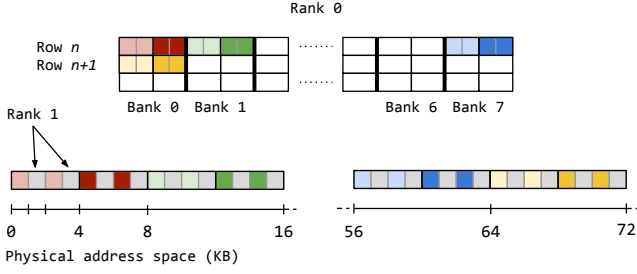 Rank 0
Row n
Row n+1
Bank 0 Bank 1 Bank 6 Bank 7
Rank 1
0 4 8 16 56 64 72
Physical address space (KB)